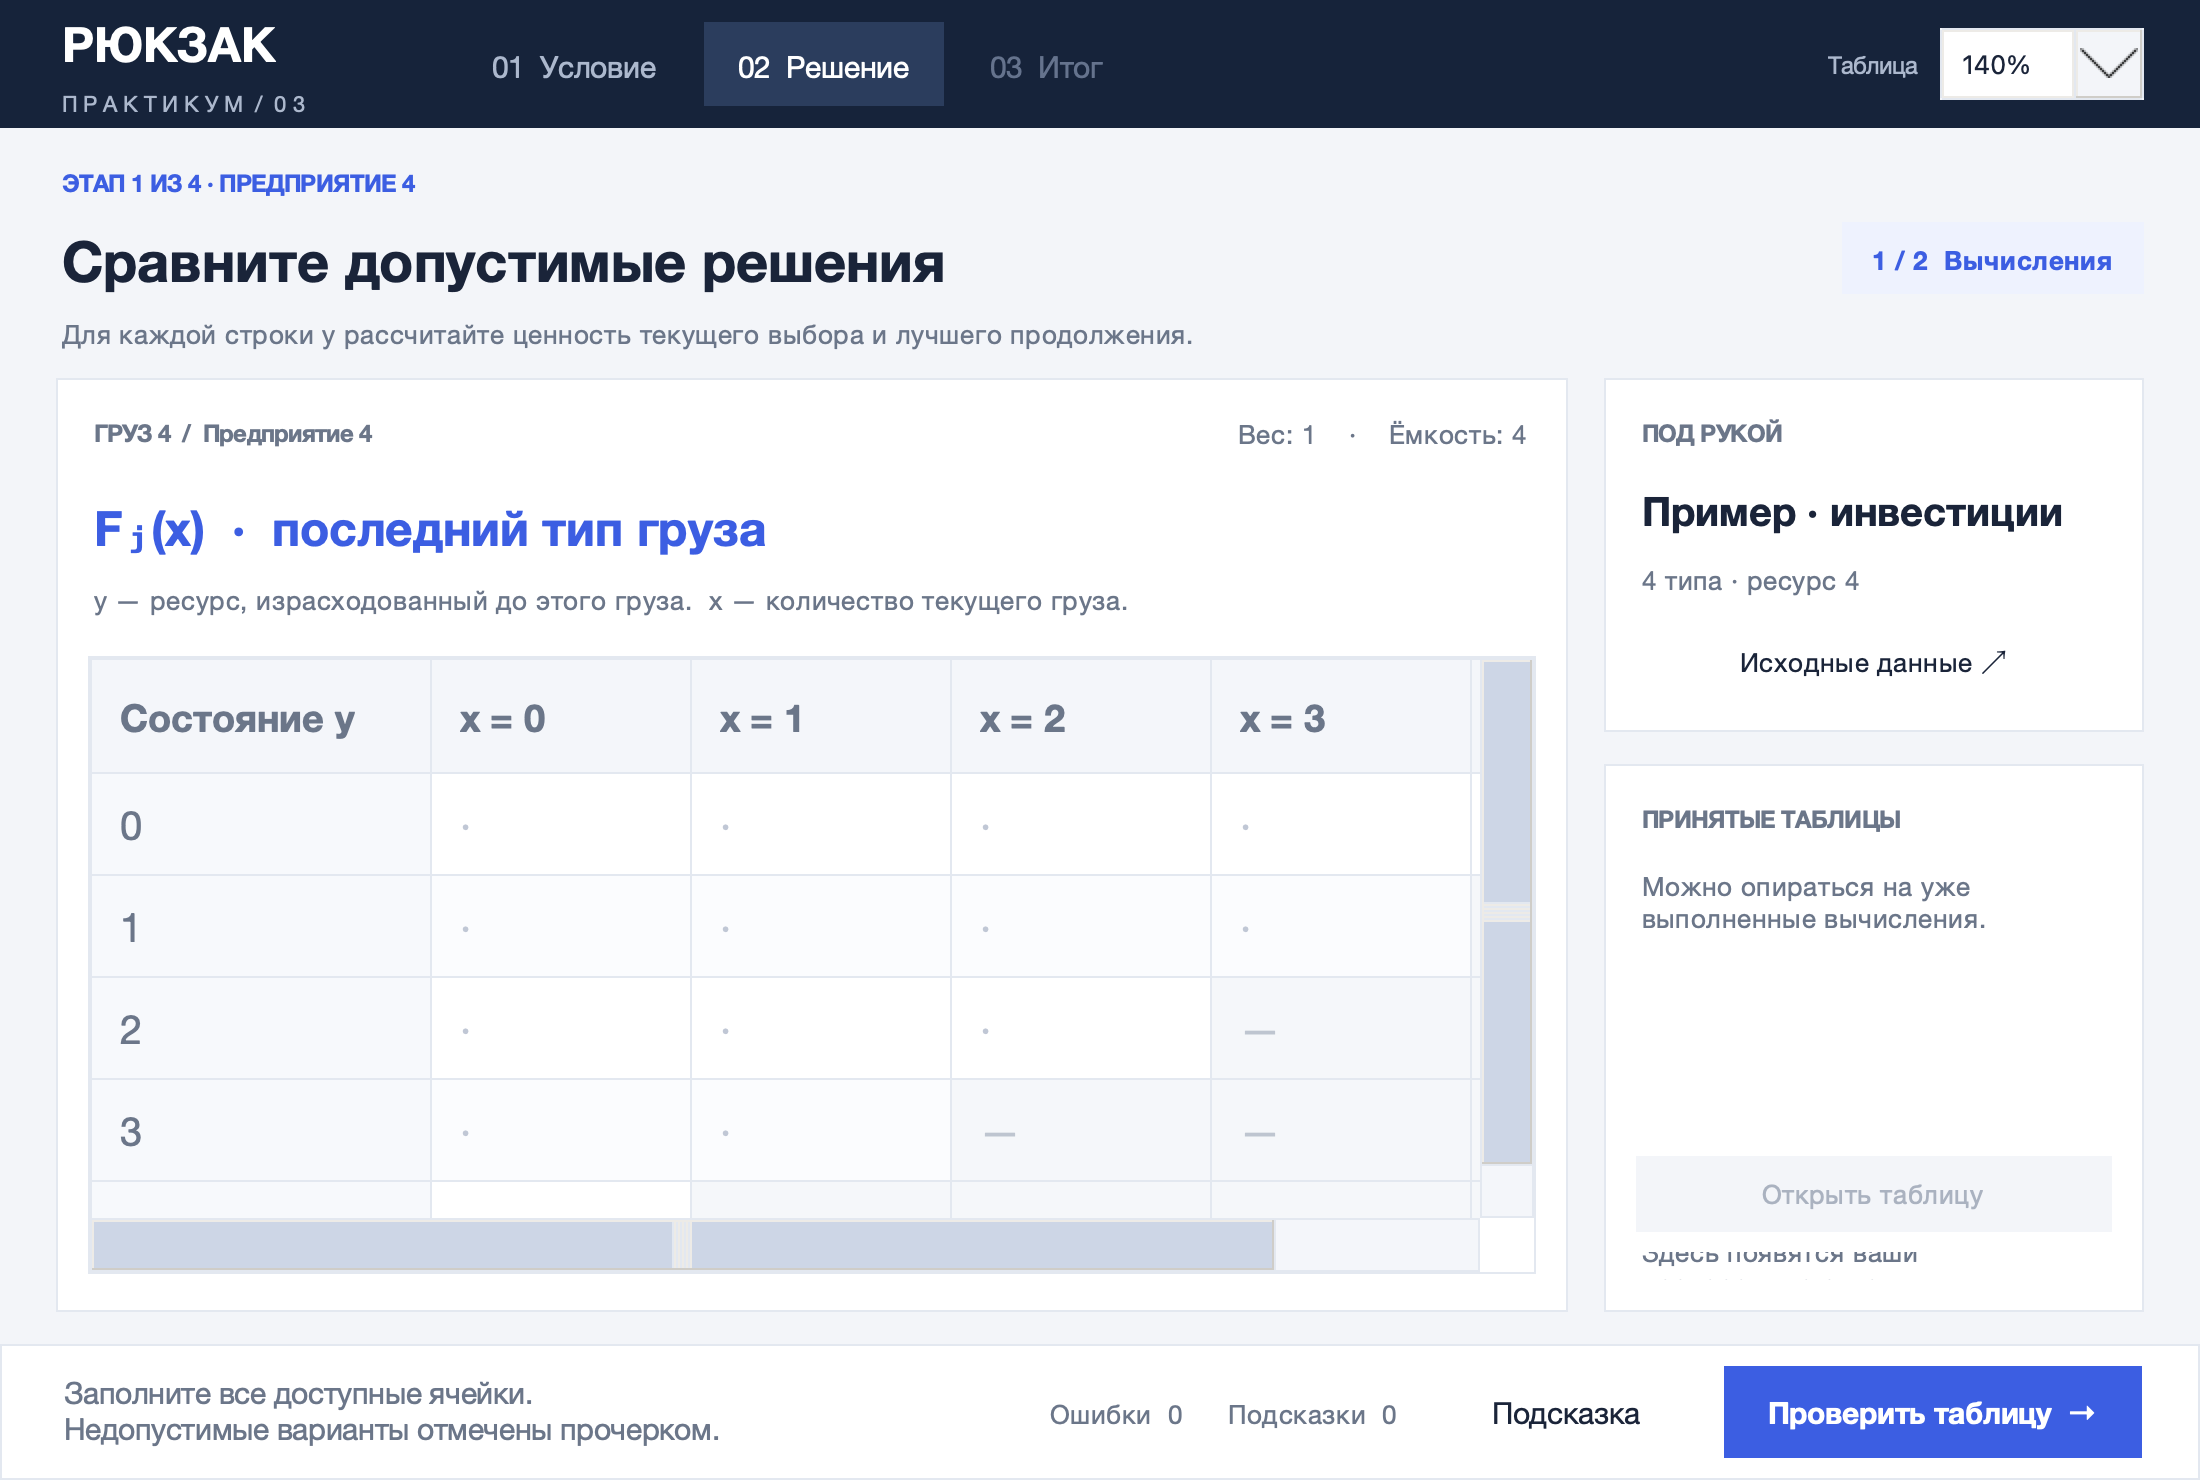 РЮКЗАК
ПРАКТИКУМ / 03
01 Условие
02 Решение
03 Итог
Таблица
140%
ЭТАП 1 ИЗ 4 · ПРЕДПРИЯТИЕ 4
Сравните допустимые решения
1 / 2 Вычисления
Для каждой строки y рассчитайте ценность текущего выбора и лучшего продолжения.
ГРУЗ 4 / Предприятие 4
Вес: 1 · Ёмкость: 4
Fⱼ(x) · последний тип груза
y — ресурс, израсходованный до этого груза. x — количество текущего груза.
Состояние y x = 0 x = 1 x = 2 x = 3
0 · · · ·
1 · · · ·
2 · · · —
3 · · — —
ПОД РУКОЙ
Пример · инвестиции
4 типа · ресурс 4
Исходные данные ↗
ПРИНЯТЫЕ ТАБЛИЦЫ
Можно опираться на уже
выполненные вычисления.
Открыть таблицу
Здесь появятся ваши
Заполните все доступные ячейки.
Недопустимые варианты отмечены прочерком.
Ошибки 0
Подсказки 0
Подсказка
Проверить таблицу →